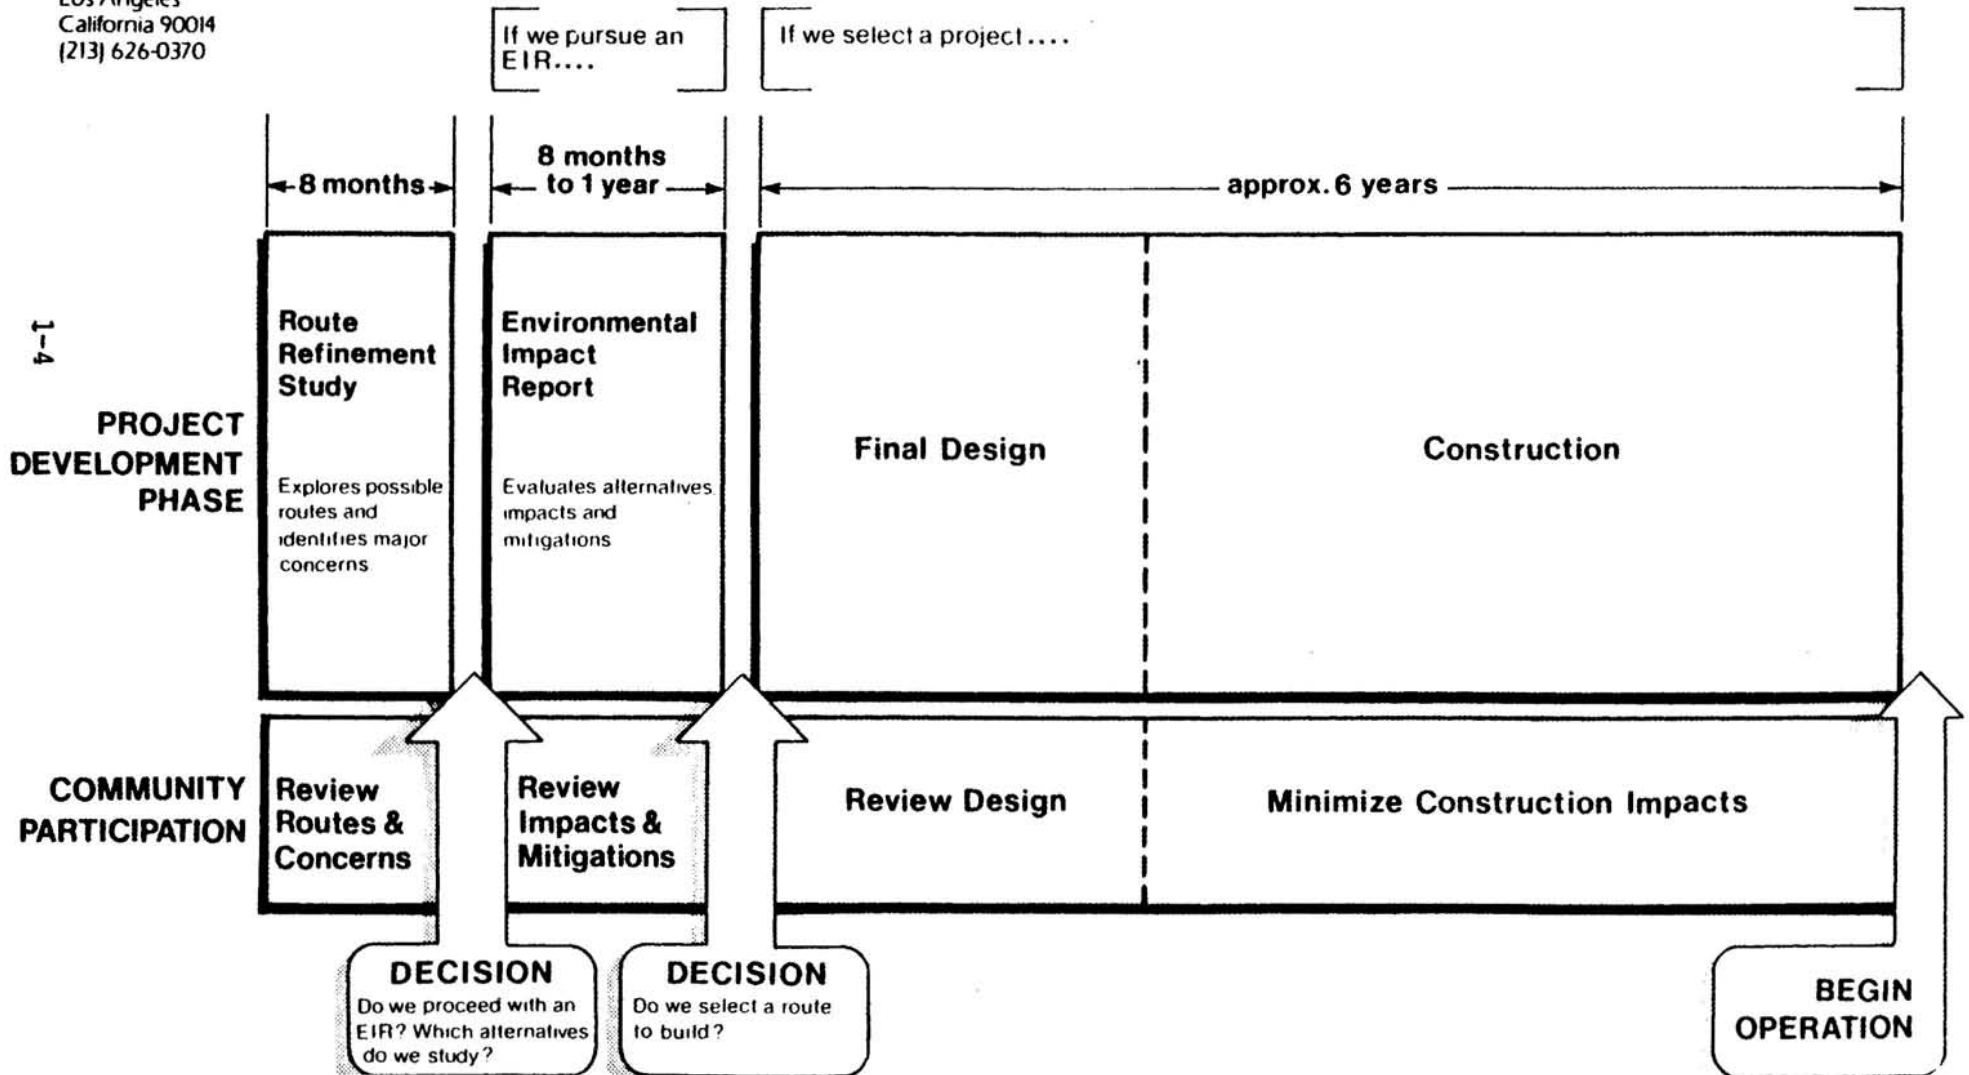 Los Angeles
California 90014
(213) 626-0370
If we pursue an
EIR....
If we select a project....
8 months
8 months
to 1 year
approx. 6 years
1-4
PROJECT
DEVELOPMENT
PHASE
Route
Refinement
Study
Explores possible
routes and
identifies major
concerns
Environmental
Impact
Report
Evaluates alternatives
impacts and
mitigations
Final Design
Construction
COMMUNITY
PARTICIPATION
Review
Routes &
Concerns
Review
Impacts &
Mitigations
Review Design
Minimize Construction Impacts
DECISION
Do we proceed with an
EIR? Which alternatives
do we study?
DECISION
Do we select a route
to build?
BEGIN
OPERATION